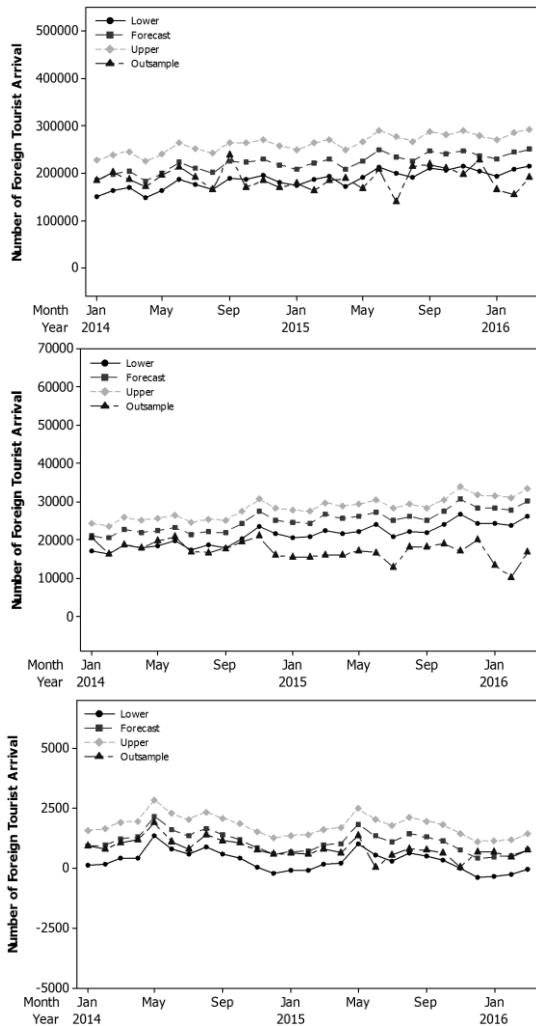 500000
400000
300000
200000
100000
0
Number of Foreign Tourist Arrival
Lower
Forecast
Upper
Outsample
Month Jan May Sep Jan May Sep Jan
Year 2014 2015 2016
70000
60000
50000
40000
30000
20000
10000
0
Number of Foreign Tourist Arrival
Lower
Forecast
Upper
Outsample
Month Jan May Sep Jan May Sep Jan
Year 2014 2015 2016
5000
2500
0
-2500
-5000
Number of Foreign Tourist Arrival
Lower
Forecast
Upper
Outsample
Month Jan May Sep Jan May Sep Jan
Year 2014 2015 2016